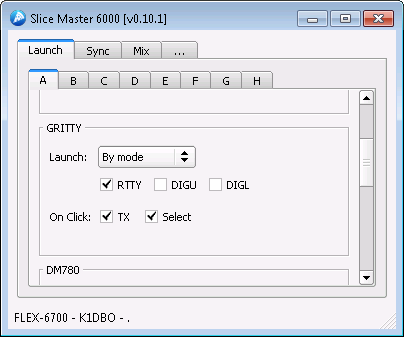 Slice Master 6000 [v0.10.1]
Launch Sync Mix ...
A B C D E F G H
GRITTY
Launch: By mode
RTTY DIGU DIGL
On Click: TX Select
DM780
FLEX-6700 - K1DBO - .